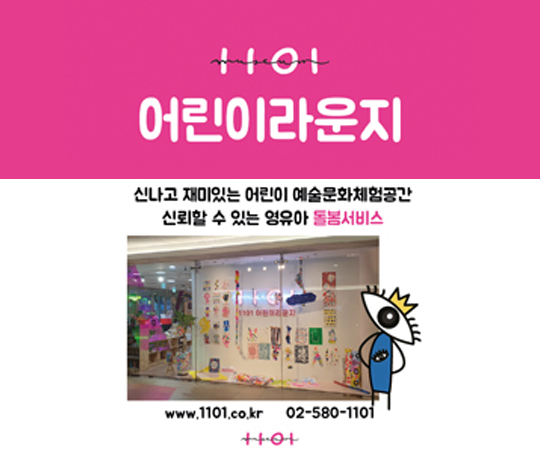 1101
museum
어린이라운지
신나고 재미있는 어린이 예술문화체험공간
신뢰할 수 있는 영유아 돌봄서비스
1101
1101 어린이라운지
www.1101.co.kr 02-580-1101
1101